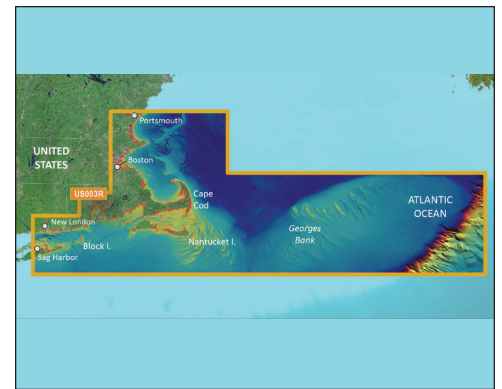 Portsmouth
UNITED
STATES
Boston
US003R
Cape
Cod
ATLANTIC
OCEAN
New London
Georges
Bank
Block I.
Nantucket I.
Sag Harbor